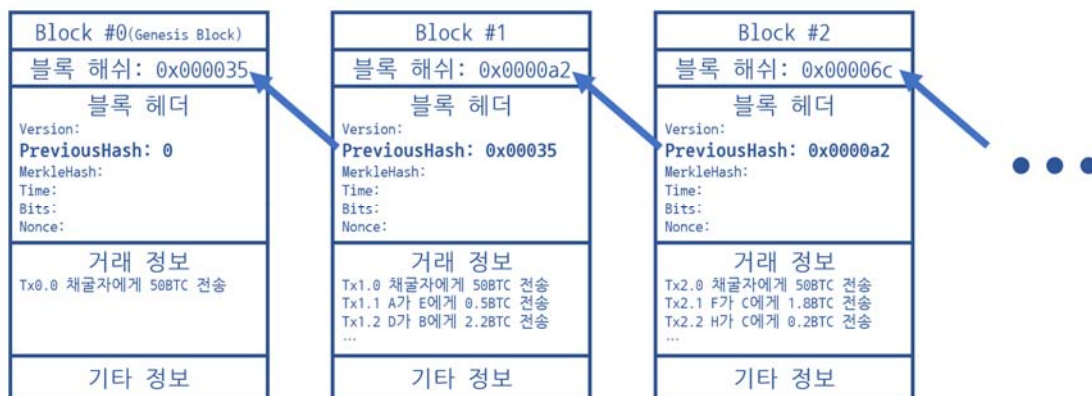 Block #0(Genesis Block)
블록 해쉬: 0x000035
블록 헤더
Version:
PreviousHash: 0
MerkleHash:
Time:
Bits:
Nonce:
거래 정보
Tx0.0 채굴자에게 50BTC 전송
기타 정보
Block #1
블록 해쉬: 0x0000a2
블록 헤더
Version:
PreviousHash: 0x00035
MerkleHash:
Time:
Bits:
Nonce:
거래 정보
Tx1.0 채굴자에게 50BTC 전송
Tx1.1 A가 E에게 0.5BTC 전송
Tx1.2 D가 B에게 2.2BTC 전송
...
기타 정보
Block #2
블록 해쉬: 0x00006c
블록 헤더
Version:
PreviousHash: 0x0000a2
MerkleHash:
Time:
Bits:
Nonce:
거래 정보
Tx2.0 채굴자에게 50BTC 전송
Tx2.1 F가 C에게 1.8BTC 전송
Tx2.2 H가 C에게 0.2BTC 전송
...
기타 정보